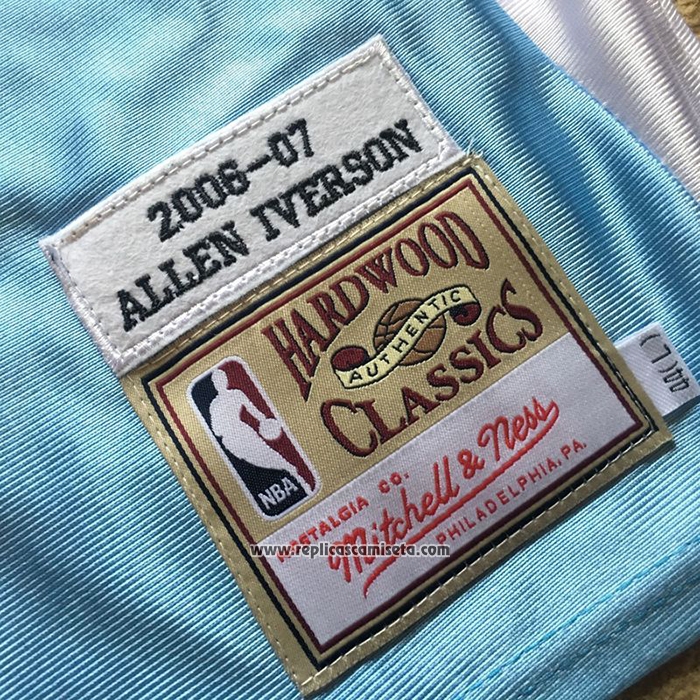 2006-07
ALLEN IVERSON
HARDWOOD
AUTHENTIC
CLASSICS
NBA
NOSTALGIA CO.
Mitchell & Ness
PHILADELPHIA, PA.
www.replicascamiseta.com